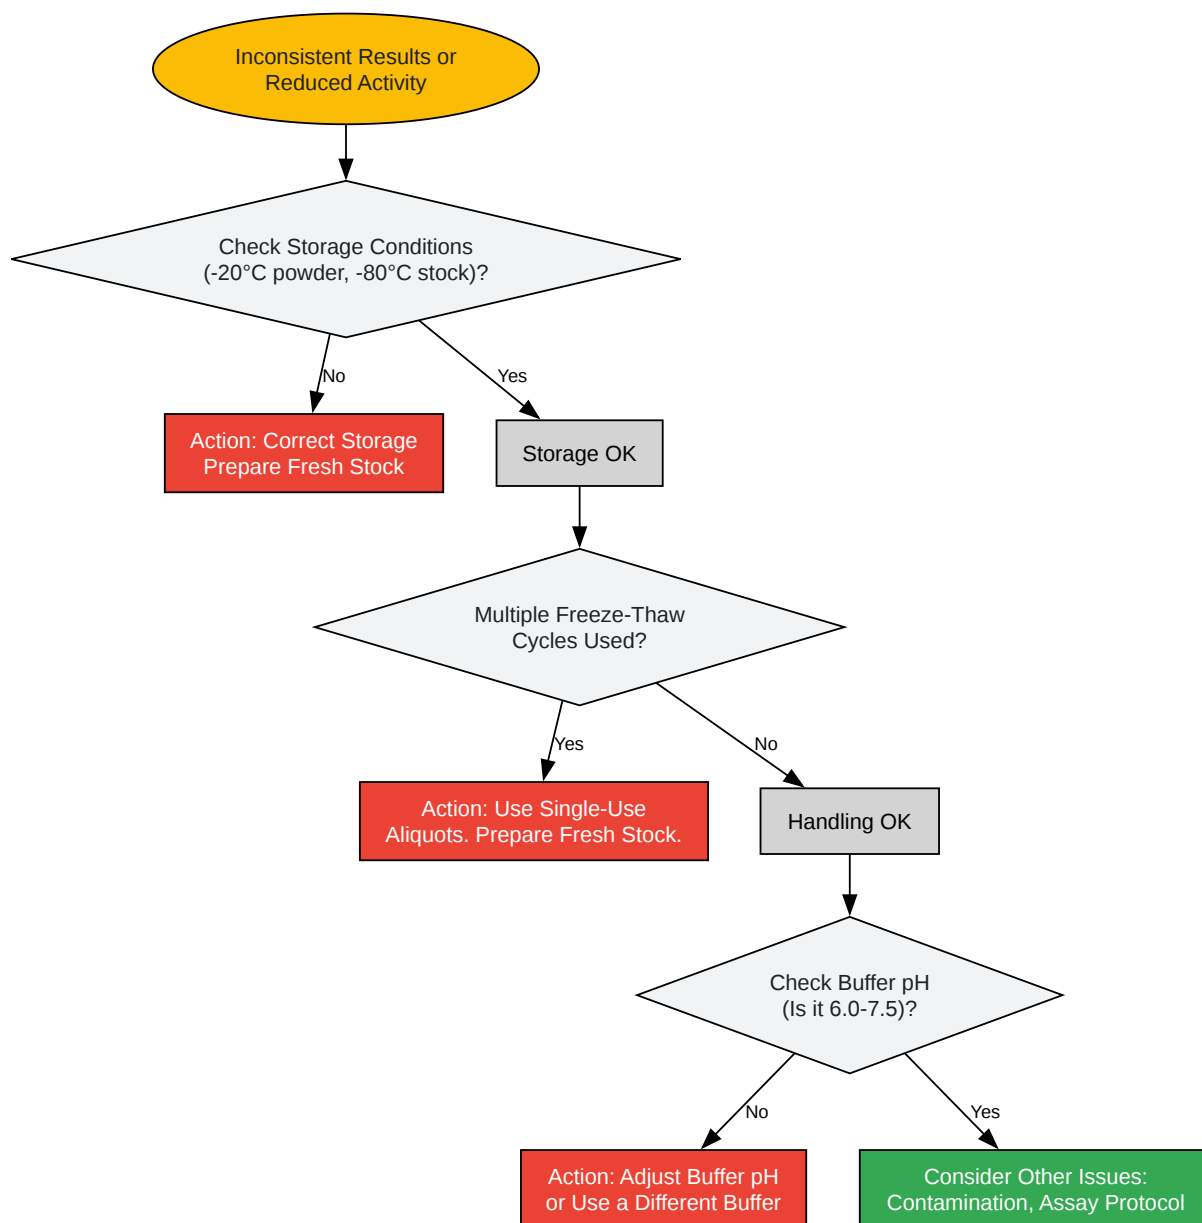 Inconsistent Results or
Reduced Activity
Check Storage Conditions
(-20°C powder, -80°C stock)?
No
Yes
Action: Correct Storage
Prepare Fresh Stock
Storage OK
Multiple Freeze-Thaw
Cycles Used?
Yes
No
Action: Use Single-Use
Aliquots. Prepare Fresh Stock.
Handling OK
Check Buffer pH
(Is it 6.0-7.5)?
No
Yes
Action: Adjust Buffer pH
or Use a Different Buffer
Consider Other Issues:
Contamination, Assay Protocol